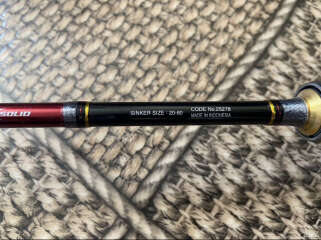 SOLID
SINKER SIZE : 20-60
CODE No.25278
MADE IN INDONESIA